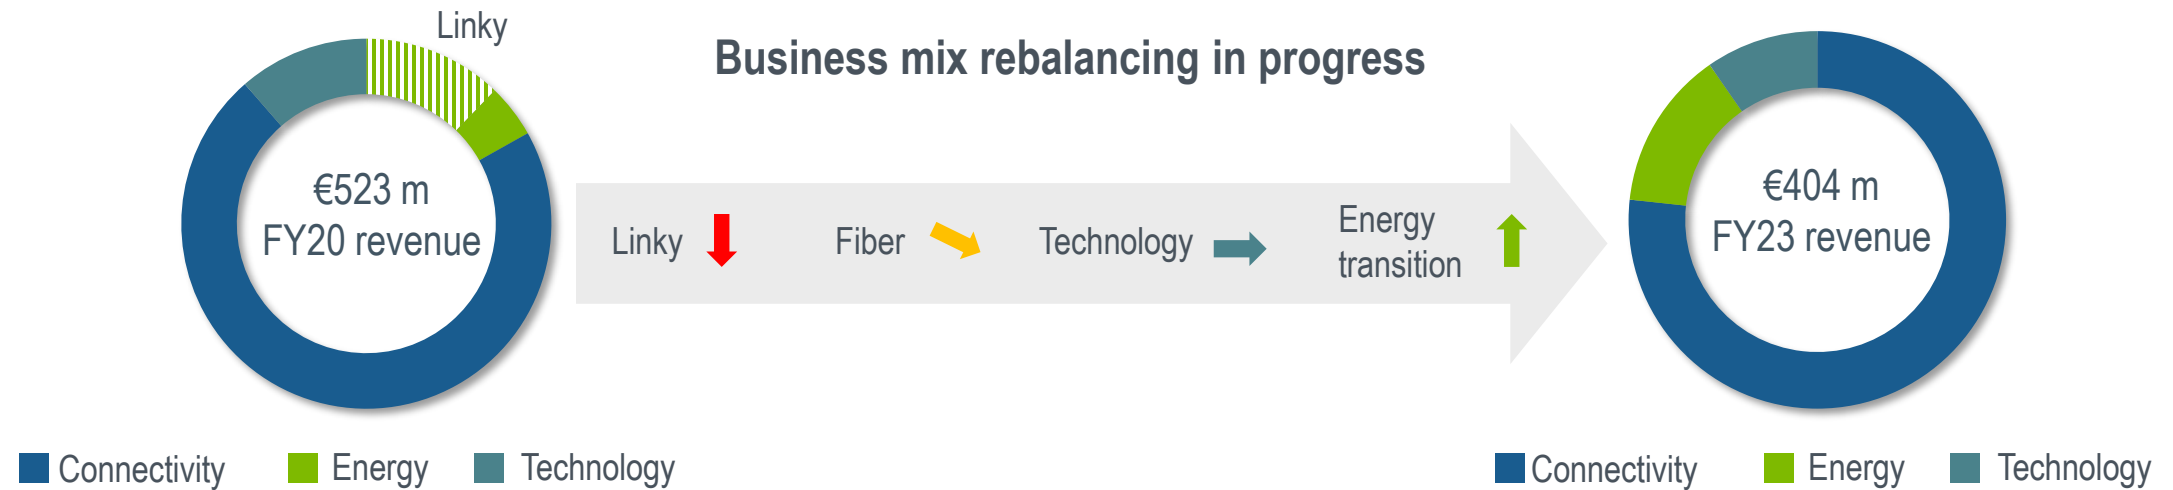 Linky
Business mix rebalancing in progress
€523 m
FY20 revenue
Linky
Fiber
Technology
Energy
transition
€404 m
FY23 revenue
Connectivity
Energy
Technology
Connectivity
Energy
Technology